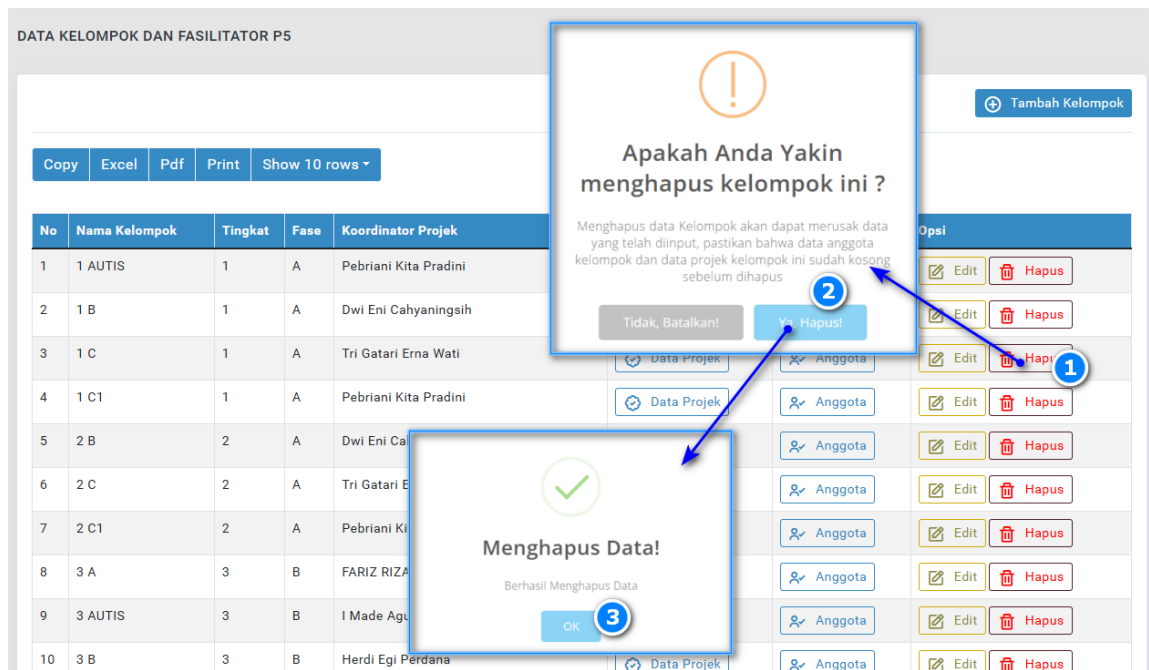 DATA KELOMPOK DAN FASILITATOR P5
Tambah Kelompok
Copy Excel Pdf Print Show 10 rows
Apakah Anda Yakin
menghapus kelompok ini ?
Menghapus data Kelompok akan dapat merusak data
yang telah diinput, pastikan bahwa data anggota
kelompok dan data projek kelompok ini sudah kosong
sebelum dihapus
2
Tidak, Batalkan! Ya, Hapus!
No Nama Kelompok Tingkat Fase Koordinator Projek Opsi
1 1 AUTIS 1 A Pebriani Kita Pradini Edit Hapus
2 1 B 1 A Dwi Eni Cahyaningsih Edit Hapus
3 1 C 1 A Tri Gatari Erna Wati Data Projek Anggota Edit Hapus
1
4 1 C1 1 A Pebriani Kita Pradini Data Projek Anggota Edit Hapus
5 2 B 2 A Dwi Eni Anggota Edit Hapus
6 2 C 2 A Tri Gatari Anggota Edit Hapus
7 2 C1 2 A Pebriani Anggota Edit Hapus
8 3 A 3 B FARIZ Anggota Edit Hapus
9 3 AUTIS 3 B I Made Anggota Edit Hapus
10 3 B 3 B Herdi Egi Perdana Data Projek Anggota Edit Hapus
Menghapus Data!
Berhasil Menghapus Data
OK 3